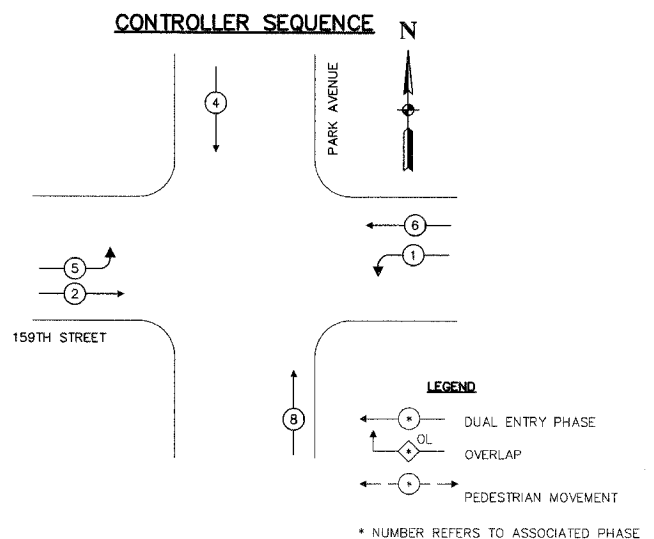 CONTROLLER SEQUENCE
N
4
PARK AVENUE
6
1
5
2
159TH STREET
8
LEGEND
* DUAL ENTRY PHASE
OL
* OVERLAP
* PEDESTRIAN MOVEMENT
* NUMBER REFERS TO ASSOCIATED PHASE